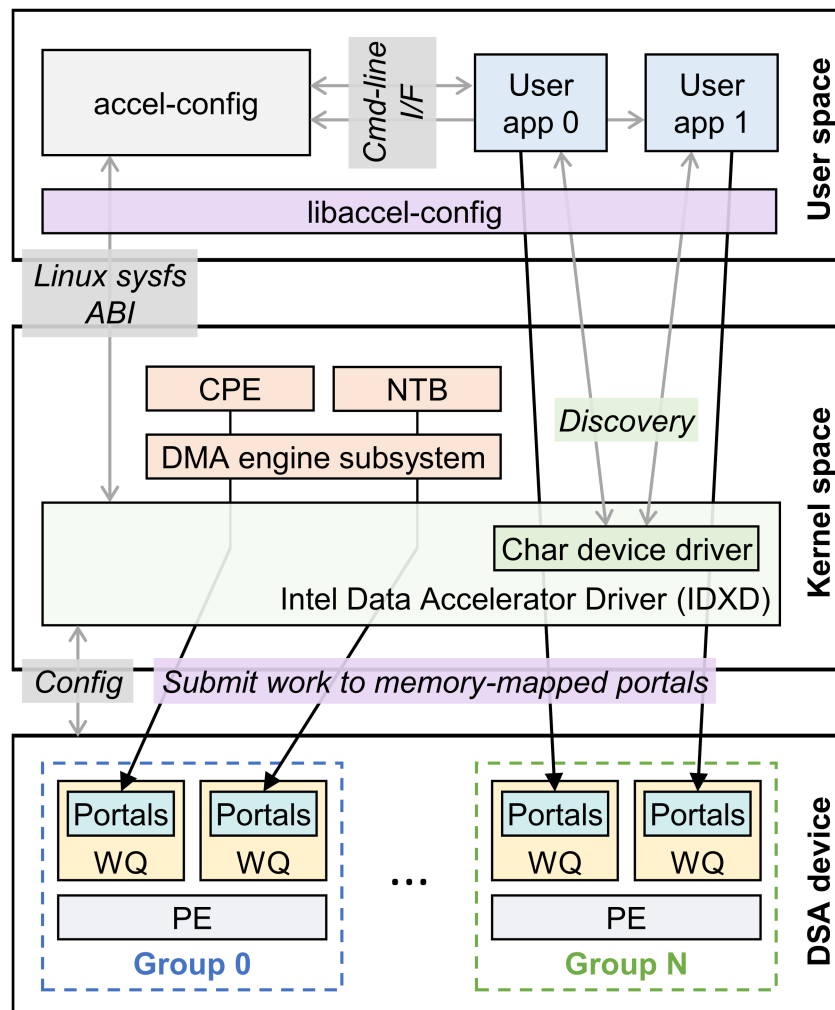 accel-config
Cmd-line
I/F
User
app 0
User
app 1
User space
libaccel-config
Linux sysfs
ABI
CPE
NTB
DMA engine subsystem
Discovery
Char device driver
Intel Data Accelerator Driver (IDXD)
Kernel space
Config
Submit work to memory-mapped portals
Portals
WQ
Portals
WQ
PE
Group 0
...
Portals
WQ
Portals
WQ
PE
Group N
DSA device